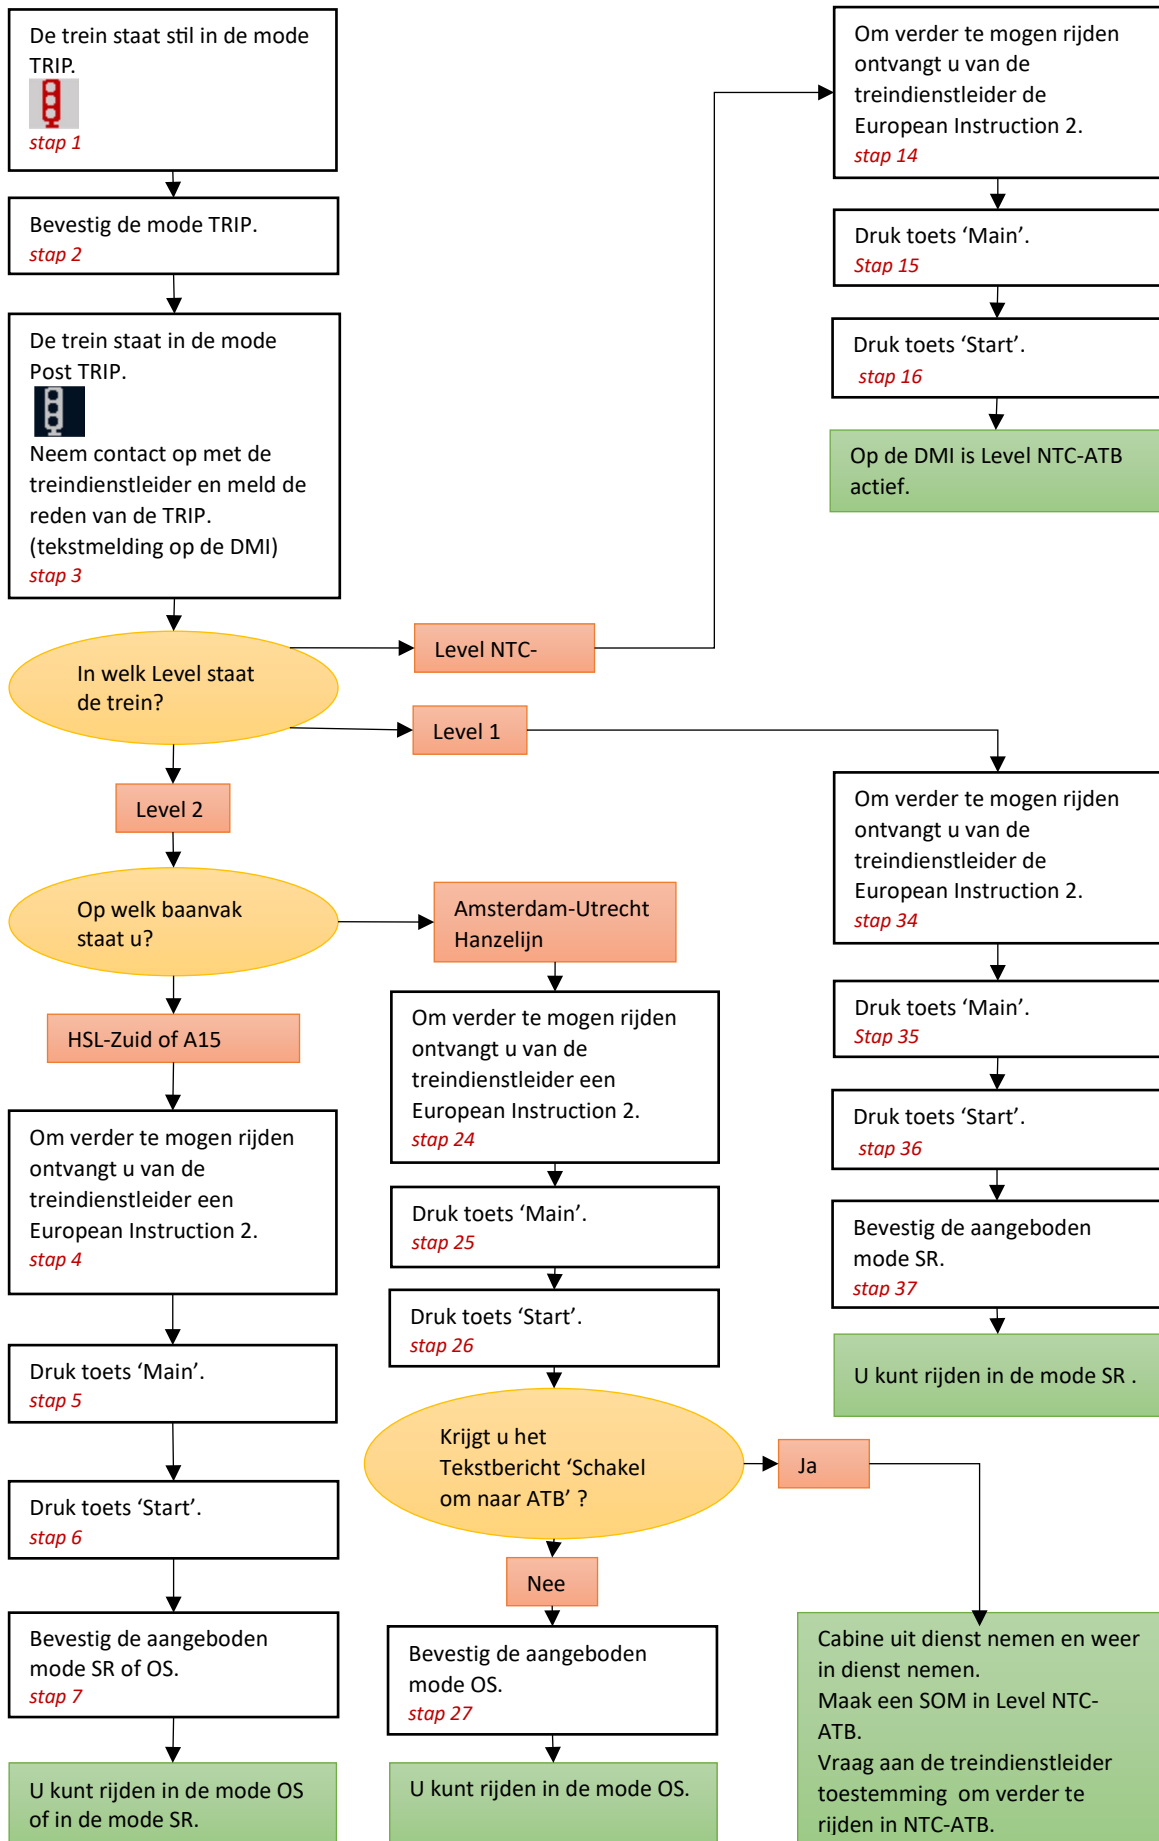 De trein staat stil in de mode
TRIP.
stap 1
Bevestig de mode TRIP.
stap 2
De trein staat in de mode
Post TRIP.
Neem contact op met de
treindienstleider en meld de
reden van de TRIP.
(tekstmelding op de DMI)
stap 3
In welk Level staat
de trein?
Level NTC-
Om verder te mogen rijden
ontvangt u van de
treindienstleider de
European Instruction 2.
stap 14
Druk toets ‘Main’.
Stap 15
Druk toets ‘Start’.
stap 16
Op de DMI is Level NTC-ATB
actief.
Level 1
Om verder te mogen rijden
ontvangt u van de
treindienstleider de
European Instruction 2.
stap 34
Druk toets ‘Main’.
Stap 35
Druk toets ‘Start’.
stap 36
Bevestig de aangeboden
mode SR.
stap 37
U kunt rijden in de mode SR .
Level 2
Op welk baanvak
staat u?
Amsterdam-Utrecht
Hanzelijn
Om verder te mogen rijden
ontvangt u van de
treindienstleider een
European Instruction 2.
stap 24
Druk toets ‘Main’.
stap 25
Druk toets ‘Start’.
stap 26
Krijgt u het
Tekstbericht ‘Schakel
om naar ATB’ ?
Ja
Cabine uit dienst nemen en weer
in dienst nemen.
Maak een SOM in Level NTC-
ATB.
Vraag aan de treindienstleider
toestemming  om verder te
rijden in NTC-ATB.
Nee
Bevestig de aangeboden
mode OS.
stap 27
U kunt rijden in de mode OS.
HSL-Zuid of A15
Om verder te mogen rijden
ontvangt u van de
treindienstleider een
European Instruction 2.
stap 4
Druk toets ‘Main’.
stap 5
Druk toets ‘Start’.
stap 6
Bevestig de aangeboden
mode SR of OS.
stap 7
U kunt rijden in de mode OS
of in de mode SR.